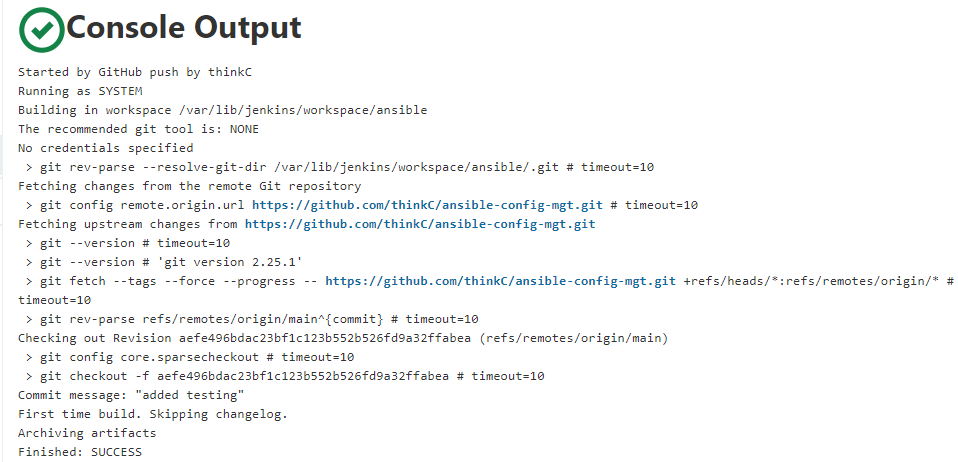 Console Output
Started by GitHub push by thinkC
Running as SYSTEM
Building in workspace /var/lib/jenkins/workspace/ansible
The recommended git tool is: NONE
No credentials specified
 > git rev-parse --resolve-git-dir /var/lib/jenkins/workspace/ansible/.git # timeout=10
Fetching changes from the remote Git repository
 > git config remote.origin.url https://github.com/thinkC/ansible-config-mgt.git # timeout=10
Fetching upstream changes from https://github.com/thinkC/ansible-config-mgt.git
 > git --version # timeout=10
 > git --version # 'git version 2.25.1'
 > git fetch --tags --force --progress -- https://github.com/thinkC/ansible-config-mgt.git +refs/heads/*:refs/remotes/origin/* #
timeout=10
 > git rev-parse refs/remotes/origin/main^{commit} # timeout=10
Checking out Revision aefe496bdac23bf1c123b552b526fd9a32ffabea (refs/remotes/origin/main)
 > git config core.sparsecheckout # timeout=10
 > git checkout -f aefe496bdac23bf1c123b552b526fd9a32ffabea # timeout=10
Commit message: "added testing"
First time build. Skipping changelog.
Archiving artifacts
Finished: SUCCESS